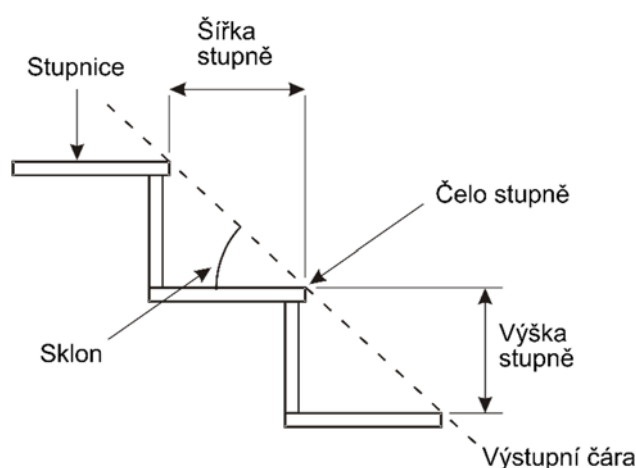 Šířka
stupně
Stupnice
Čelo stupně
Sklon
Výška
stupně
Výstupní čára